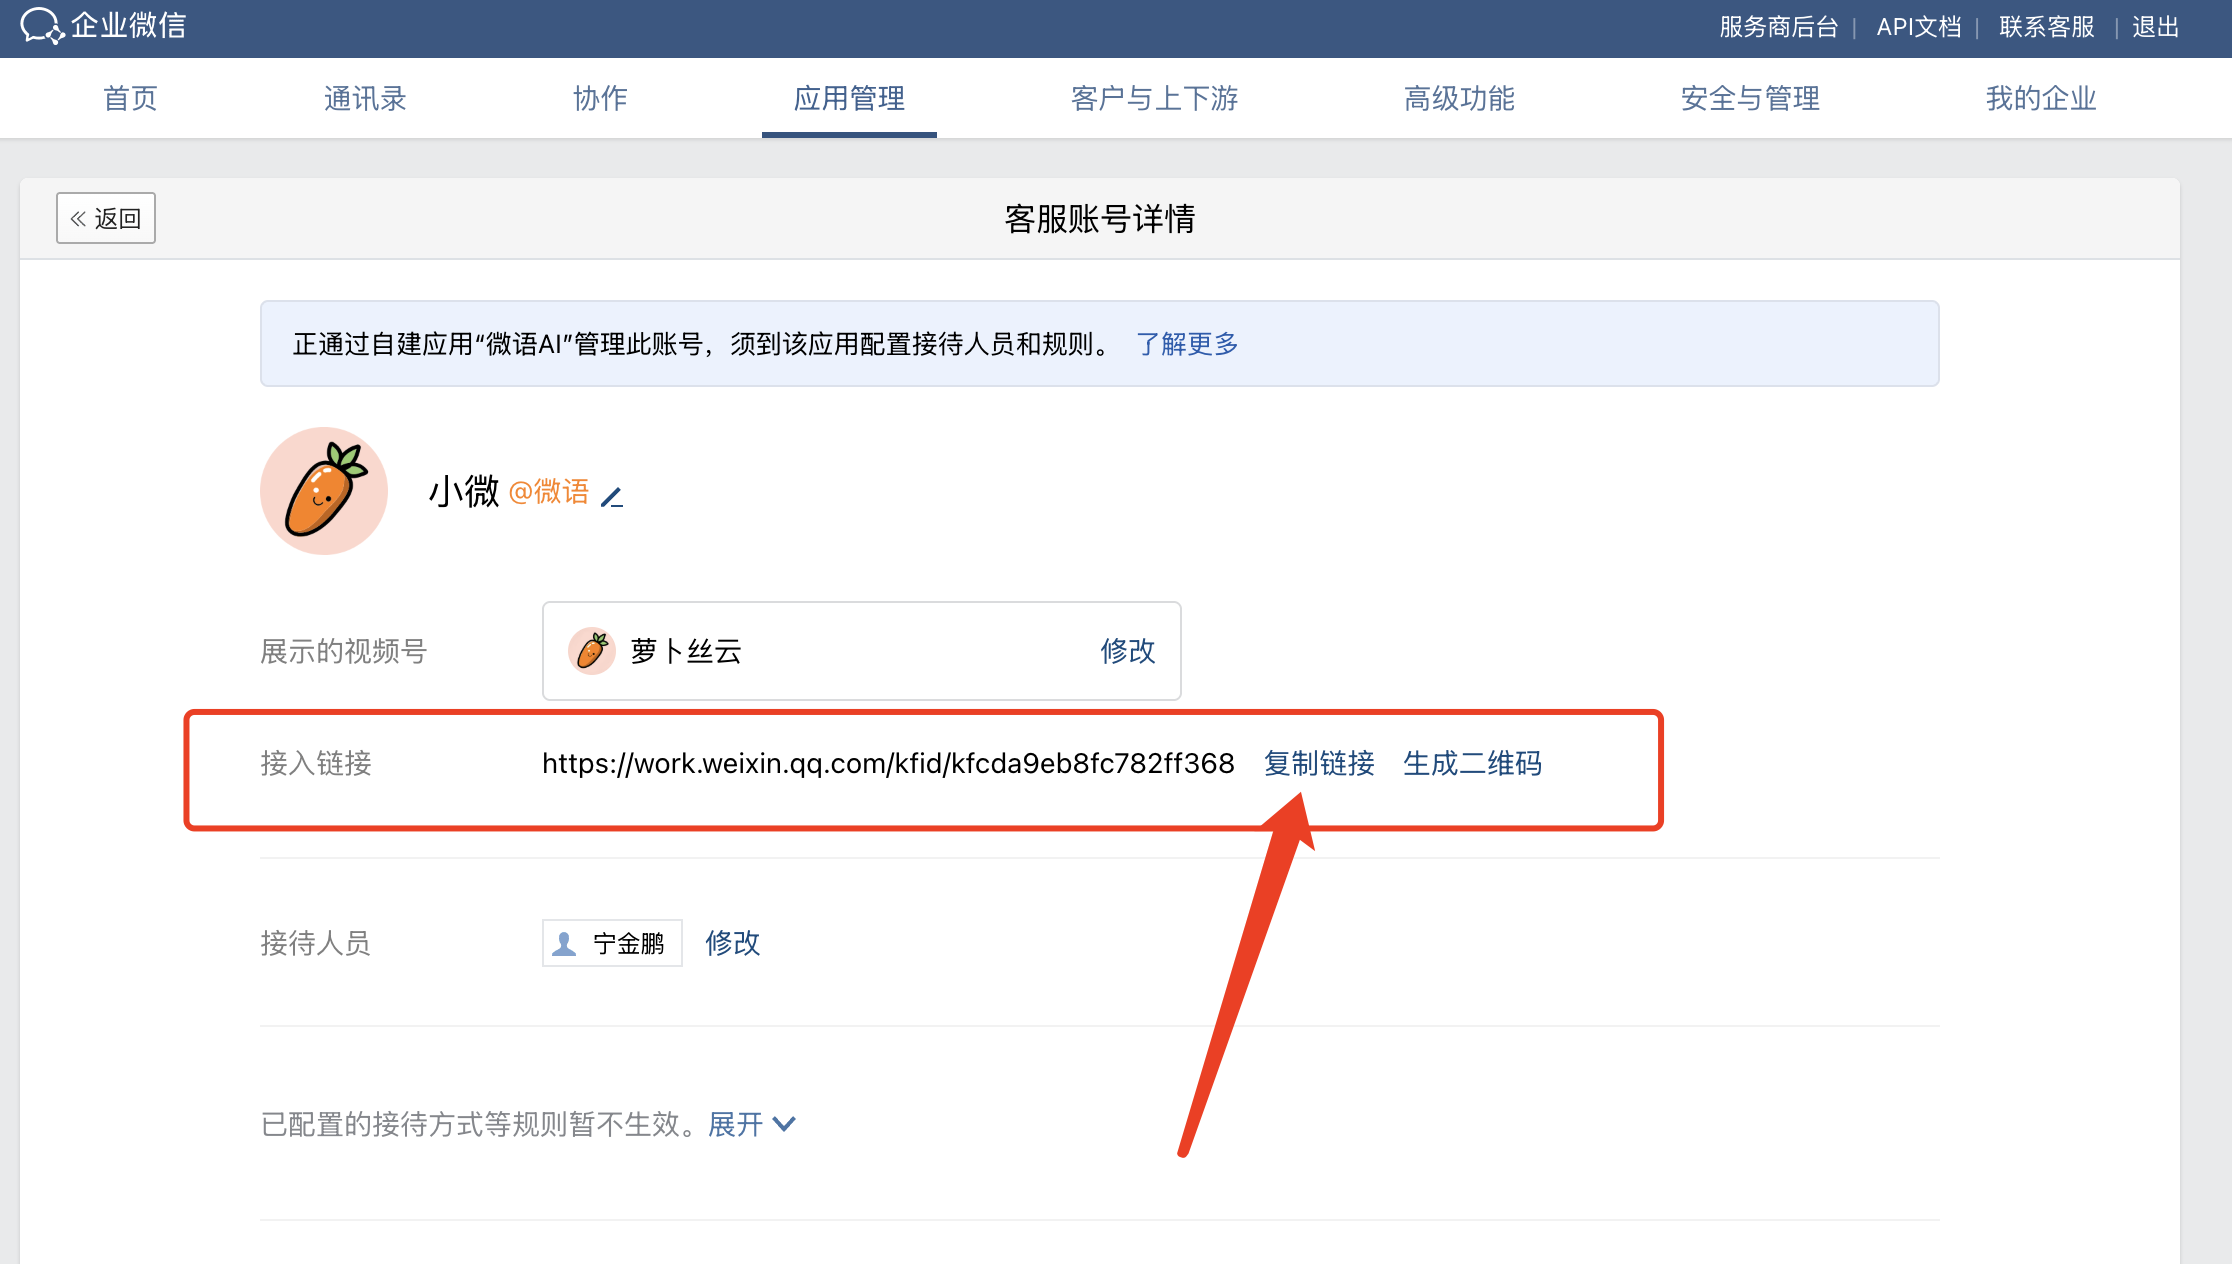 企业微信
服务商后台 | API文档 | 联系客服 | 退出
首页 通讯录 协作 应用管理 客户与上下游 高级功能 安全与管理 我的企业
« 返回
客服账号详情
正通过自建应用“微语AI”管理此账号，须到该应用配置接待人员和规则。 了解更多
小微 @微语
展示的视频号 萝卜丝云 修改
接入链接 https://work.weixin.qq.com/kfid/kfcda9eb8fc782ff368 复制链接 生成二维码
接待人员 宁金鹏 修改
已配置的接待方式等规则暂不生效。展开